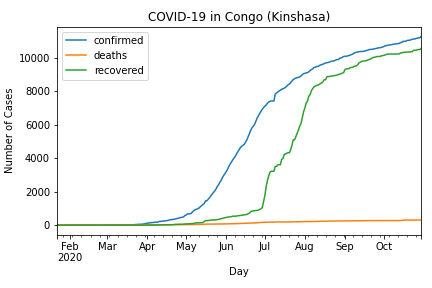 COVID-19 in Congo (Kinshasa)
confirmed
deaths
recovered
Number of Cases
10000
8000
6000
4000
2000
0
Feb Mar Apr May Jun Jul Aug Sep Oct
2020
Day